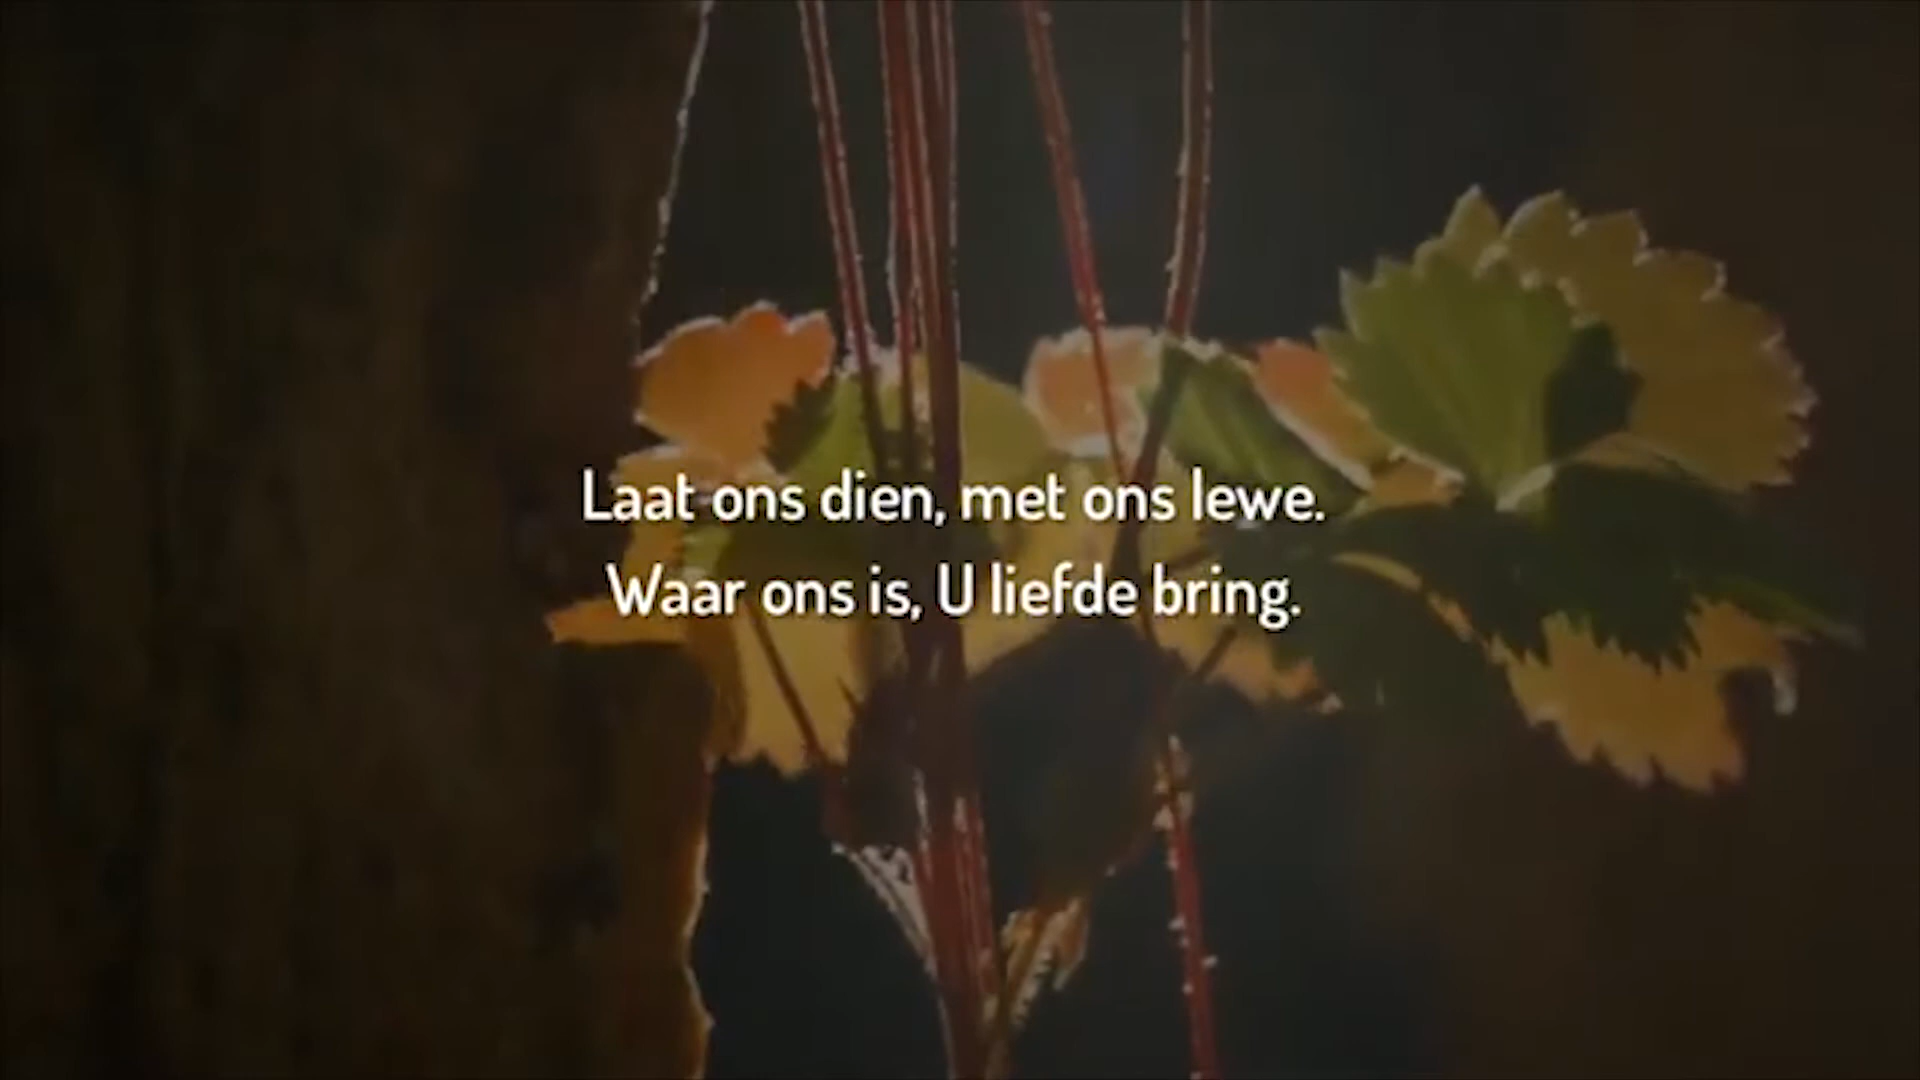 Laat ons dien, met ons lewe.
Waar ons is, U liefde bring.